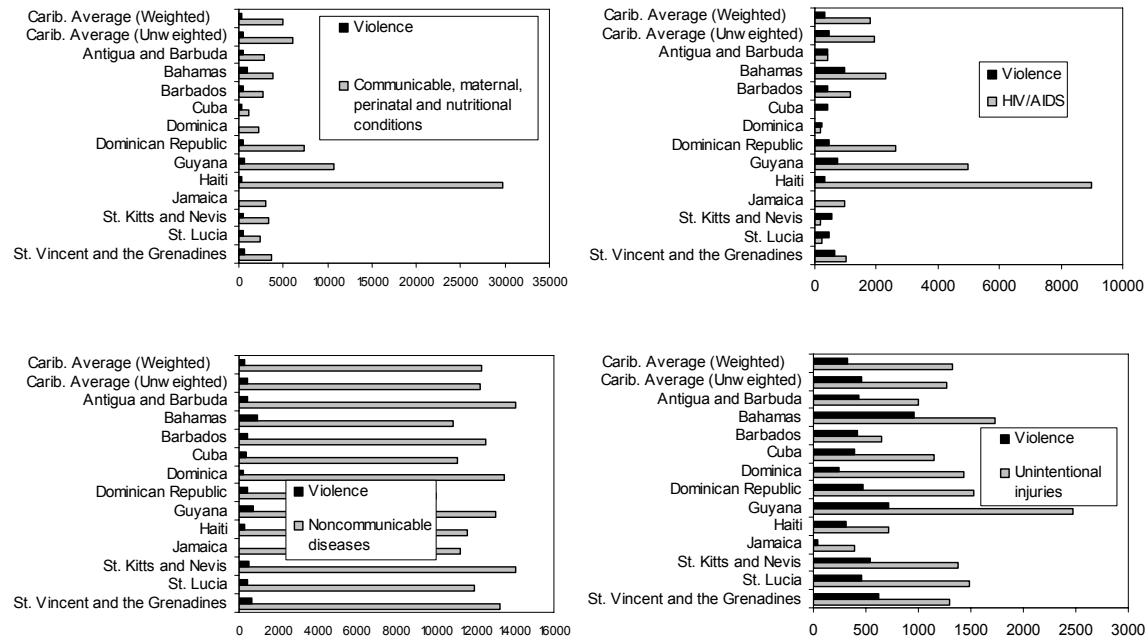 Carib. Average (Weighted)
Carib. Average (Unweighted)
Antigua and Barbuda
Bahamas
Barbados
Cuba
Dominica
Dominican Republic
Guyana
Haiti
Jamaica
St. Kitts and Nevis
St. Lucia
St. Vincent and the Grenadines
Violence
Communicable, maternal,
perinatal and nutritional
conditions
0 5000 10000 15000 20000 25000 30000 35000
Carib. Average (Weighted)
Carib. Average (Unweighted)
Antigua and Barbuda
Bahamas
Barbados
Cuba
Dominica
Dominican Republic
Guyana
Haiti
Jamaica
St. Kitts and Nevis
St. Lucia
St. Vincent and the Grenadines
Violence
HIV/AIDS
0 2000 4000 6000 8000 10000
Carib. Average (Weighted)
Carib. Average (Unweighted)
Antigua and Barbuda
Bahamas
Barbados
Cuba
Dominica
Dominican Republic
Guyana
Haiti
Jamaica
St. Kitts and Nevis
St. Lucia
St. Vincent and the Grenadines
Violence
Noncommunicable
diseases
0 2000 4000 6000 8000 10000 12000 14000 16000
Carib. Average (Weighted)
Carib. Average (Unweighted)
Antigua and Barbuda
Bahamas
Barbados
Cuba
Dominica
Dominican Republic
Guyana
Haiti
Jamaica
St. Kitts and Nevis
St. Lucia
St. Vincent and the Grenadines
Violence
Unintentional
injuries
0 500 1000 1500 2000 2500 3000